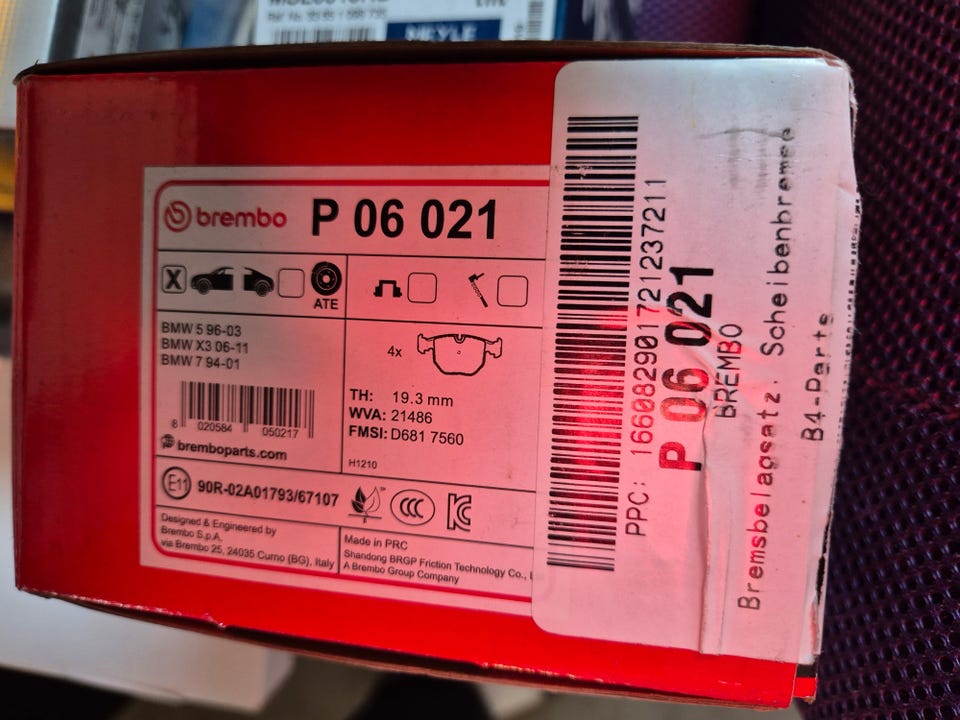 MEYLE
brembo P 06 021
X
ATE
BMW 5 96-03
BMW X3 06-11
BMW 7 94-01
4x
8 020584 050217
TH: 19.3 mm
WVA: 21486
FMSI: D681 7560
bremboparts.com
H1210
E11 90R-02A01793/67107
CCC
Designed & Engineered by
Brembo S.p.A.
via Brembo 25, 24035 Curno (BG), Italy
Made in PRC
Shandong BRGP Friction Technology Co.,
A Brembo Group Company
PPC: 166082901721237211
P 06 021
BREMBO
Bremsbelagsatz, Scheibenbremse
B4-Parts